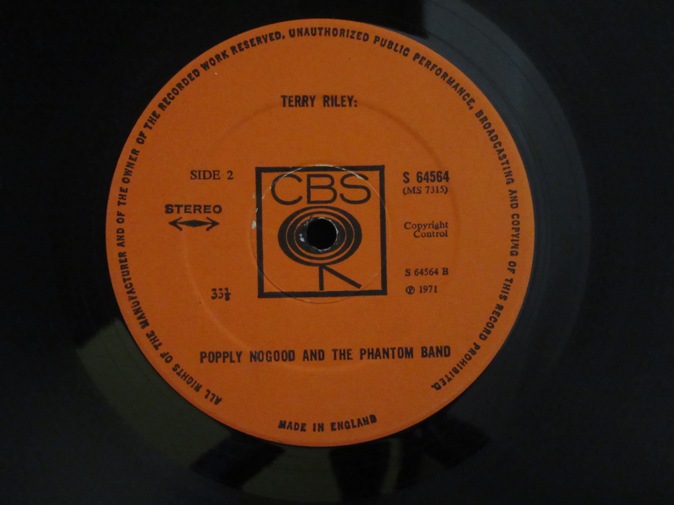 ALL RIGHTS OF THE MANUFACTURER AND OF THE OWNER OF THE RECORDED WORK RESERVED, UNAUTHORIZED PUBLIC PERFORMANCE, BROADCASTING AND COPYING OF THIS RECORD PROHIBITED.
TERRY RILEY:
SIDE 2
STEREO
33⅓
CBS
S 64564
(MS 7315)
Copyright
Control
S 64564 B
℗ 1971
POPPLY NOGOOD AND THE PHANTOM BAND
MADE IN ENGLAND